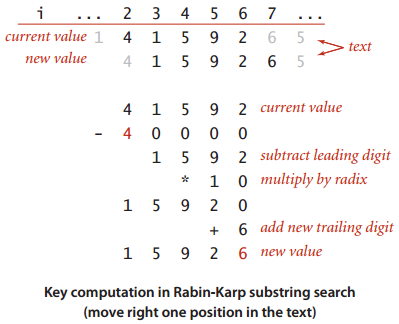 i ... 2 3 4 5 6 7 ...
current value 1 4 1 5 9 2 6 5
new value 4 1 5 9 2 6 5
text
4 1 5 9 2 current value
- 4 0 0 0 0
1 5 9 2 subtract leading digit
* 1 0 multiply by radix
1 5 9 2 0
+ 6 add new trailing digit
1 5 9 2 6 new value
Key computation in Rabin-Karp substring search
(move right one position in the text)